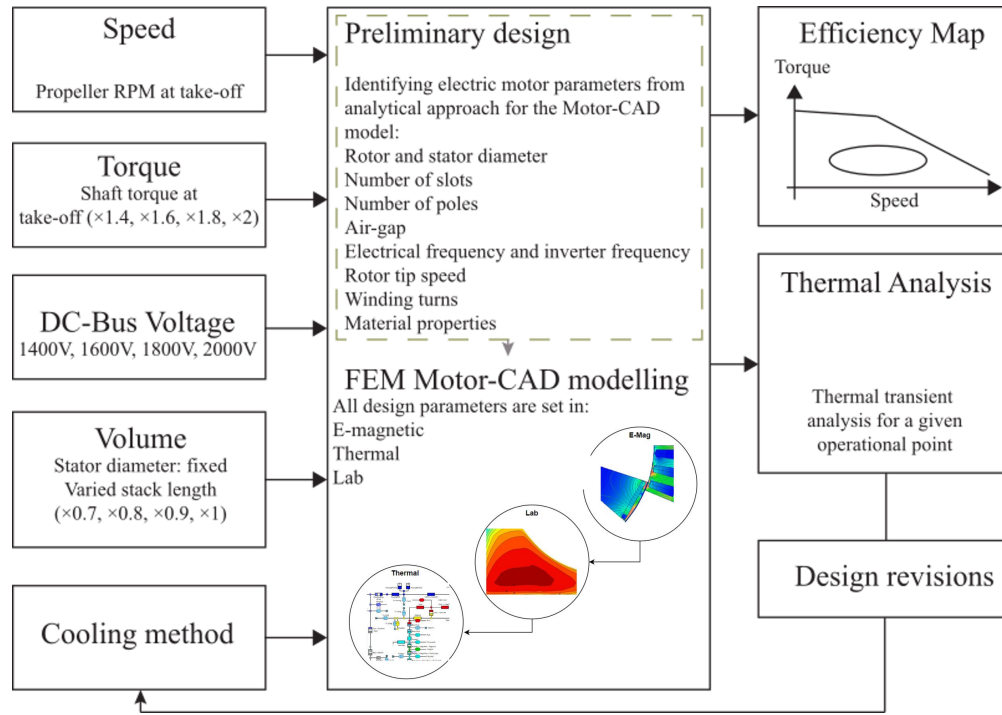 Speed
Propeller RPM at take-off
Torque
Shaft torque at
take-off (×1.4, ×1.6, ×1.8, ×2)
DC-Bus Voltage
1400V, 1600V, 1800V, 2000V
Volume
Stator diameter: fixed
Varied stack length
(×0.7, ×0.8, ×0.9, ×1)
Cooling method
Preliminary design
Identifying electric motor parameters from
analytical approach for the Motor-CAD
model:
Rotor and stator diameter
Number of slots
Number of poles
Air-gap
Electrical frequency and inverter frequency
Rotor tip speed
Winding turns
Material properties
FEM Motor-CAD modelling
All design parameters are set in:
E-magnetic
Thermal
Lab
E-Mag
Lab
Thermal
Efficiency Map
Torque
Speed
Thermal Analysis
Thermal transient
analysis for a given
operational point
Design revisions